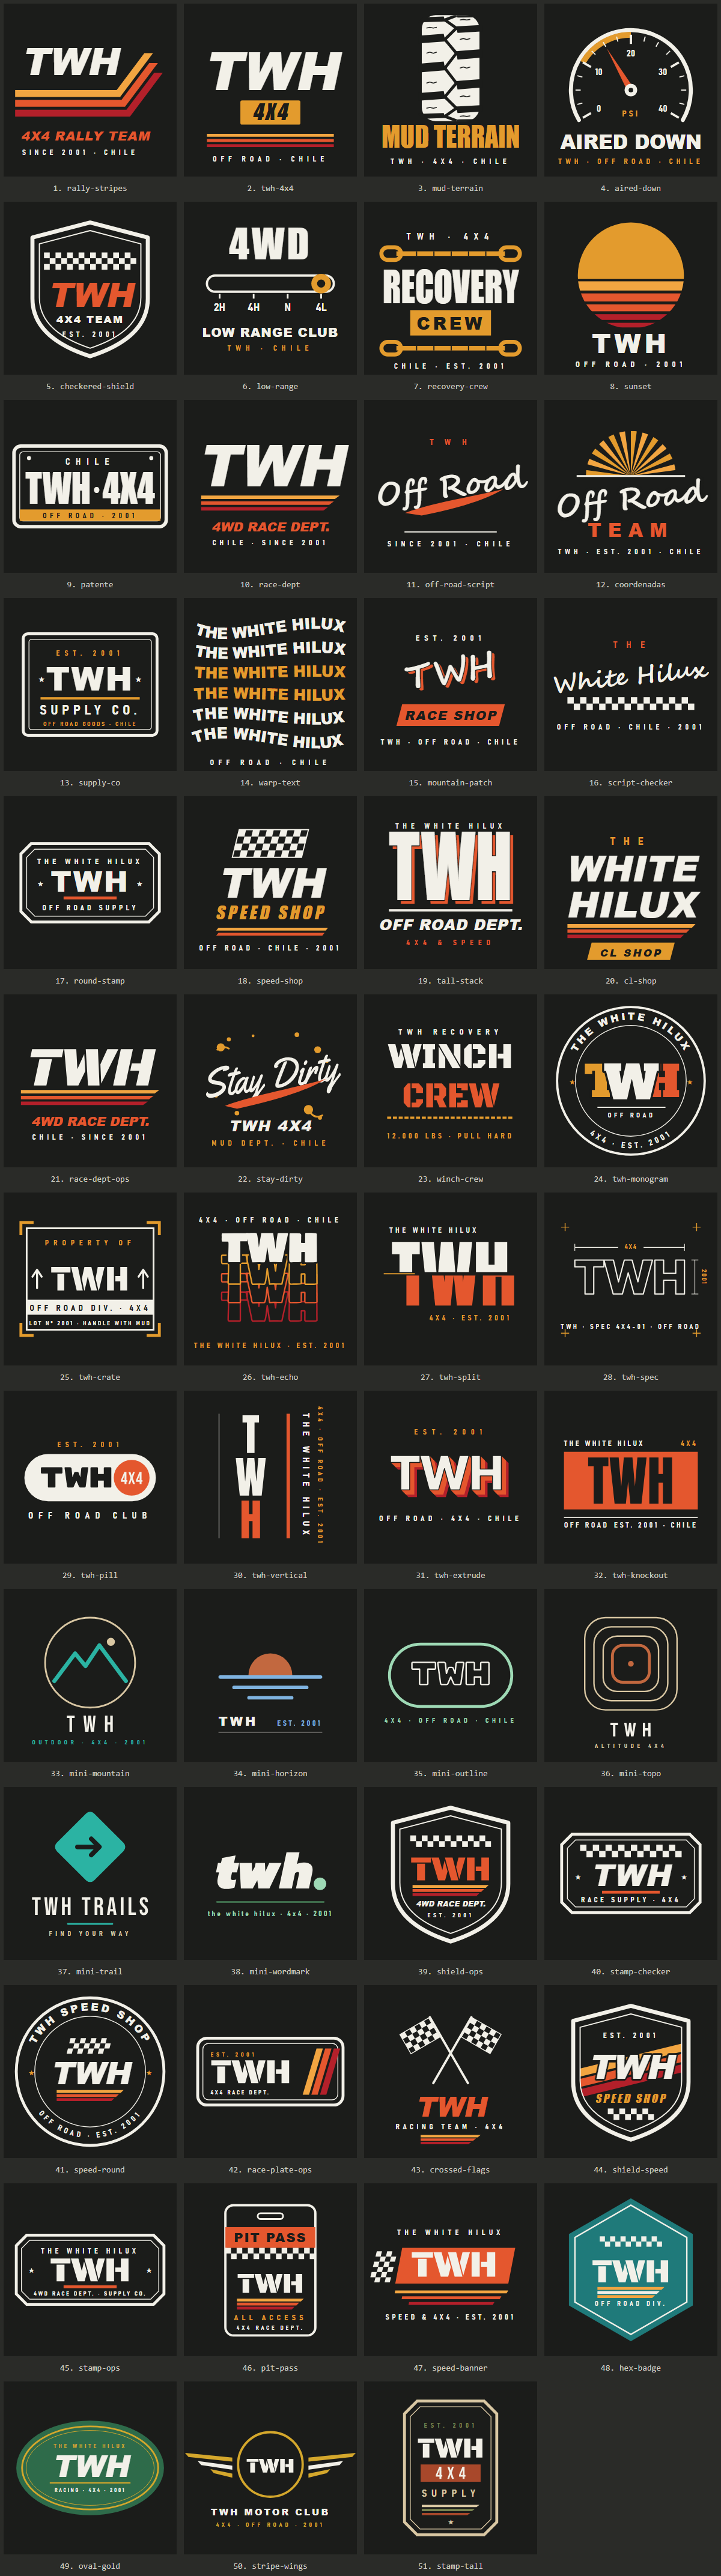 TWH
4X4 RALLY TEAM
SINCE 2001 · CHILE
1. rally-stripes
TWH
4X4
OFF ROAD · CHILE
2. twh-4x4
MUD TERRAIN
TWH · 4X4 · CHILE
3. mud-terrain
0 10 20 30 40
PSI
AIRED DOWN
TWH · OFF ROAD · CHILE
4. aired-down
TWH
4X4 TEAM
EST. 2001
5. checkered-shield
4WD
2H 4H N 4L
LOW RANGE CLUB
TWH · CHILE
6. low-range
TWH · 4X4
RECOVERY
CREW
CHILE · EST. 2001
7. recovery-crew
TWH
OFF ROAD · 2001
8. sunset
CHILE
TWH·4X4
OFF ROAD · 2001
9. patente
TWH
4WD RACE DEPT.
CHILE · SINCE 2001
10. race-dept
TWH
Off Road
SINCE 2001 · CHILE
11. off-road-script
Off Road
TEAM
TWH · EST. 2001 · CHILE
12. coordenadas
EST. 2001
TWH
SUPPLY CO.
OFF ROAD GOODS · CHILE
13. supply-co
THE WHITE HILUX
THE WHITE HILUX
THE WHITE HILUX
THE WHITE HILUX
THE WHITE HILUX
THE WHITE HILUX
OFF ROAD · CHILE
14. warp-text
EST. 2001
TWH
RACE SHOP
TWH · OFF ROAD · CHILE
15. mountain-patch
THE
White Hilux
OFF ROAD · CHILE · 2001
16. script-checker
THE WHITE HILUX
TWH
OFF ROAD SUPPLY
17. round-stamp
TWH
SPEED SHOP
OFF ROAD · CHILE · 2001
18. speed-shop
THE WHITE HILUX
TWH
OFF ROAD DEPT.
4X4 & SPEED
19. tall-stack
THE
WHITE
HILUX
CL SHOP
20. cl-shop
TWH
4WD RACE DEPT.
CHILE · SINCE 2001
21. race-dept-ops
Stay Dirty
TWH 4X4
MUD DEPT. · CHILE
22. stay-dirty
TWH RECOVERY
WINCH
CREW
12.000 LBS · PULL HARD
23. winch-crew
THE WHITE HILUX
TWH
OFF ROAD
4X4 · EST. 2001
24. twh-monogram
PROPERTY OF
TWH
OFF ROAD DIV. · 4X4
LOT Nº 2001 · HANDLE WITH MUD
25. twh-crate
4X4 · OFF ROAD · CHILE
TWH
TWH
TWH
TWH
THE WHITE HILUX · EST. 2001
26. twh-echo
THE WHITE HILUX
TWH
TWH
4X4 · EST. 2001
27. twh-split
4X4
TWH
2001
TWH · SPEC 4X4-01 · OFF ROAD
28. twh-spec
EST. 2001
TWH 4X4
OFF ROAD CLUB
29. twh-pill
T
W
H
THE WHITE HILUX
4X4 · OFF ROAD · EST. 2001
30. twh-vertical
EST. 2001
TWH
OFF ROAD · 4X4 · CHILE
31. twh-extrude
THE WHITE HILUX 4X4
TWH
OFF ROAD EST. 2001 · CHILE
32. twh-knockout
TWH
OUTDOOR · 4X4 · 2001
33. mini-mountain
TWH EST. 2001
34. mini-horizon
TWH
4X4 · OFF ROAD · CHILE
35. mini-outline
TWH
ALTITUDE 4X4
36. mini-topo
TWH TRAILS
FIND YOUR WAY
37. mini-trail
twh.
the white hilux · 4x4 · 2001
38. mini-wordmark
TWH
4WD RACE DEPT.
EST. 2001
39. shield-ops
TWH
RACE SUPPLY · 4X4
40. stamp-checker
TWH SPEED SHOP
TWH
OFF ROAD · EST. 2001
41. speed-round
EST. 2001
TWH
4X4 RACE DEPT.
42. race-plate-ops
TWH
RACING TEAM · 4X4
43. crossed-flags
EST. 2001
TWH
SPEED SHOP
44. shield-speed
THE WHITE HILUX
TWH
4WD RACE DEPT. · SUPPLY CO.
45. stamp-ops
PIT PASS
TWH
ALL ACCESS
4X4 RACE DEPT.
46. pit-pass
THE WHITE HILUX
TWH
SPEED & 4X4 · EST. 2001
47. speed-banner
TWH
OFF ROAD DIV.
48. hex-badge
THE WHITE HILUX
TWH
RACING · 4X4 · 2001
49. oval-gold
TWH
TWH MOTOR CLUB
4X4 · OFF ROAD · 2001
50. stripe-wings
EST. 2001
TWH
4X4
SUPPLY
51. stamp-tall